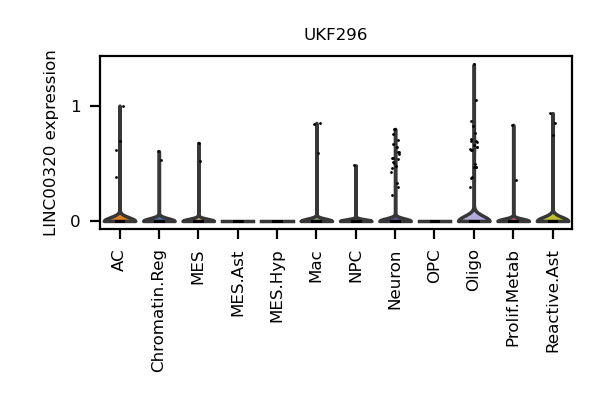 UKF296
LINC00320 expression
1
0
AC
Chromatin.Reg
MES
MES.Ast
MES.Hyp
Mac
NPC
Neuron
OPC
Oligo
Prolif.Metab
Reactive.Ast